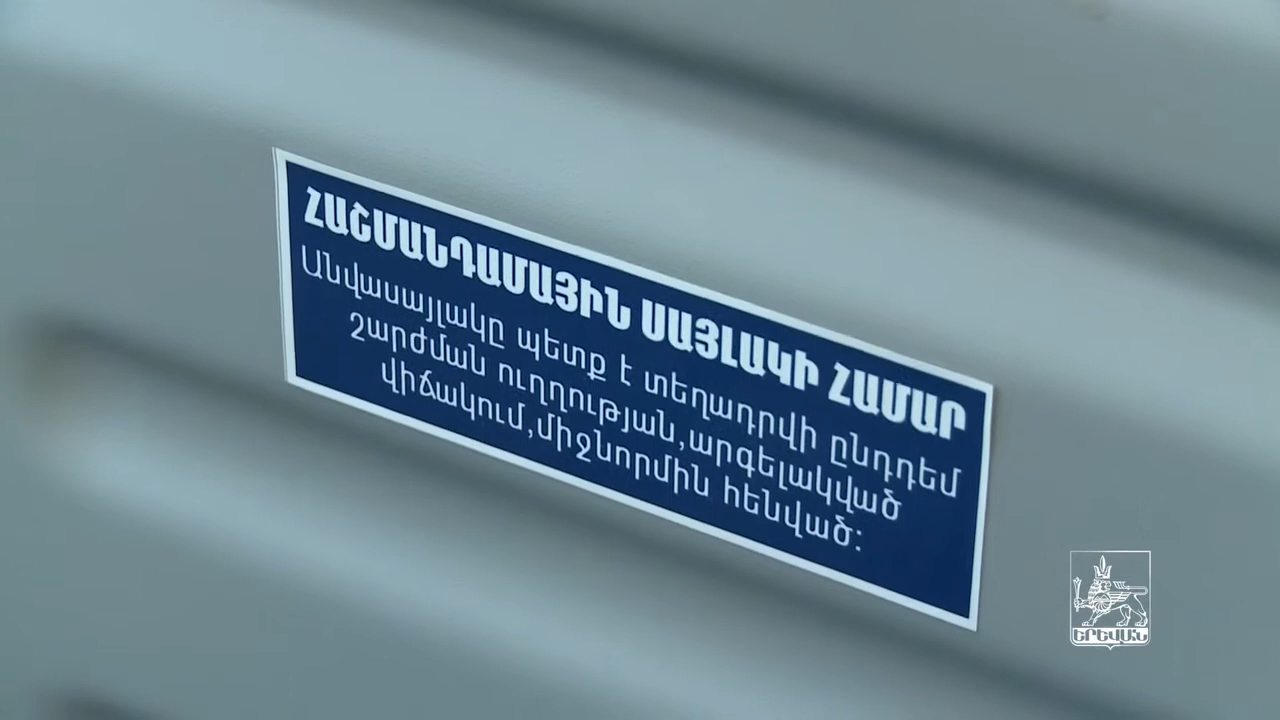 ՀԱՇՄԱՆԴԱՄԱՅԻՆ ՍԱՅԼԱԿԻ ՀԱՄԱՐ
Անվասայլակը պետք է տեղադրվի ընդդեմ
շարժման ուղղության,արգելակված
վիճակում,միջնորմին հենված:
ԵՐԵՎԱՆ